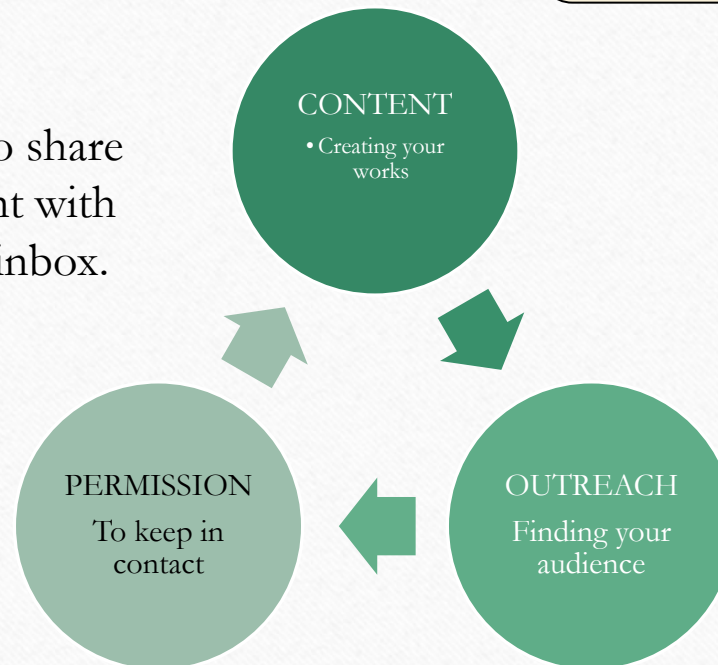 o share
nt with
inbox.
CONTENT
• Creating your
works
OUTREACH
Finding your
audience
PERMISSION
To keep in
contact